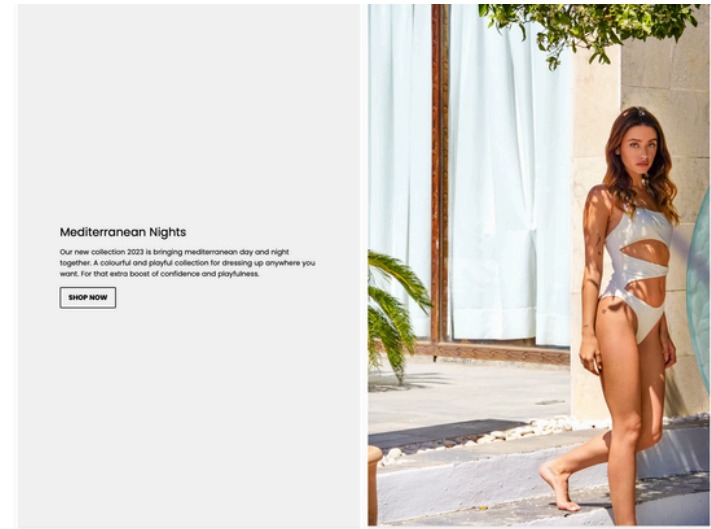 Mediterranean Nights
Our new collection 2023 is bringing mediterranean day and night
together. A colourful and playful collection for dressing up anywhere you
want. For that extra boost of confidence and playfulness.
SHOP NOW